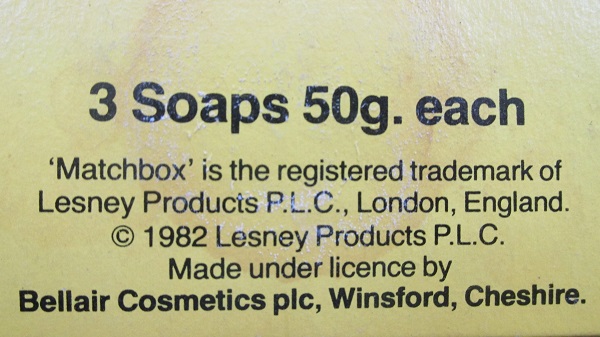 3 Soaps 50g. each
‘Matchbox’ is the registered trademark of
Lesney Products P.L.C., London, England.
© 1982 Lesney Products P.L.C.
Made under licence by
Bellair Cosmetics plc, Winsford, Cheshire.